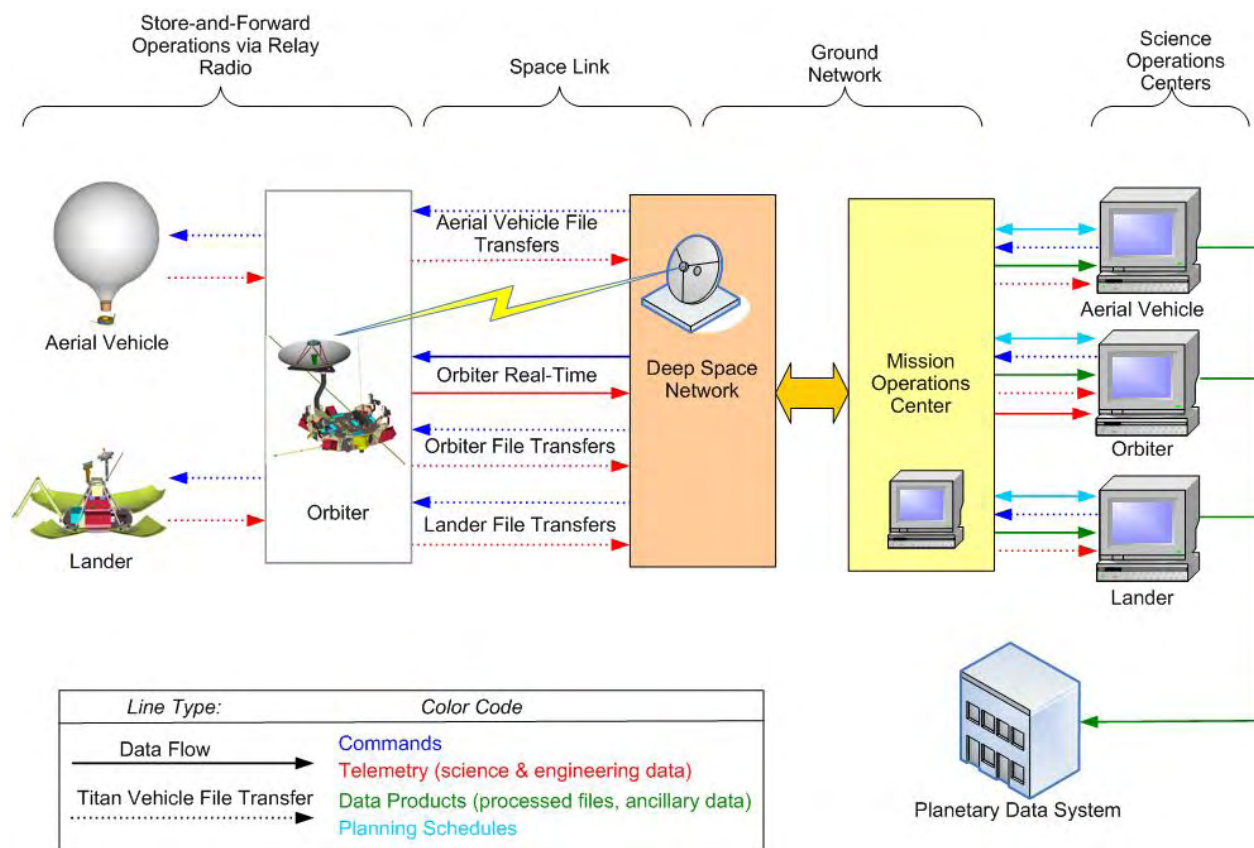 Store-and-Forward
Operations via Relay
Radio
Space Link
Ground
Network
Science
Operations
Centers
Aerial Vehicle File
Transfers
Aerial Vehicle
Aerial Vehicle
Orbiter Real-Time
Deep Space
Network
Mission
Operations
Center
Orbiter File Transfers
Orbiter
Orbiter
Lander File Transfers
Lander
Lander
Line Type:
Color Code
Data Flow
Commands
Telemetry (science & engineering data)
Titan Vehicle File Transfer
Data Products (processed files, ancillary data)
Planning Schedules
Planetary Data System